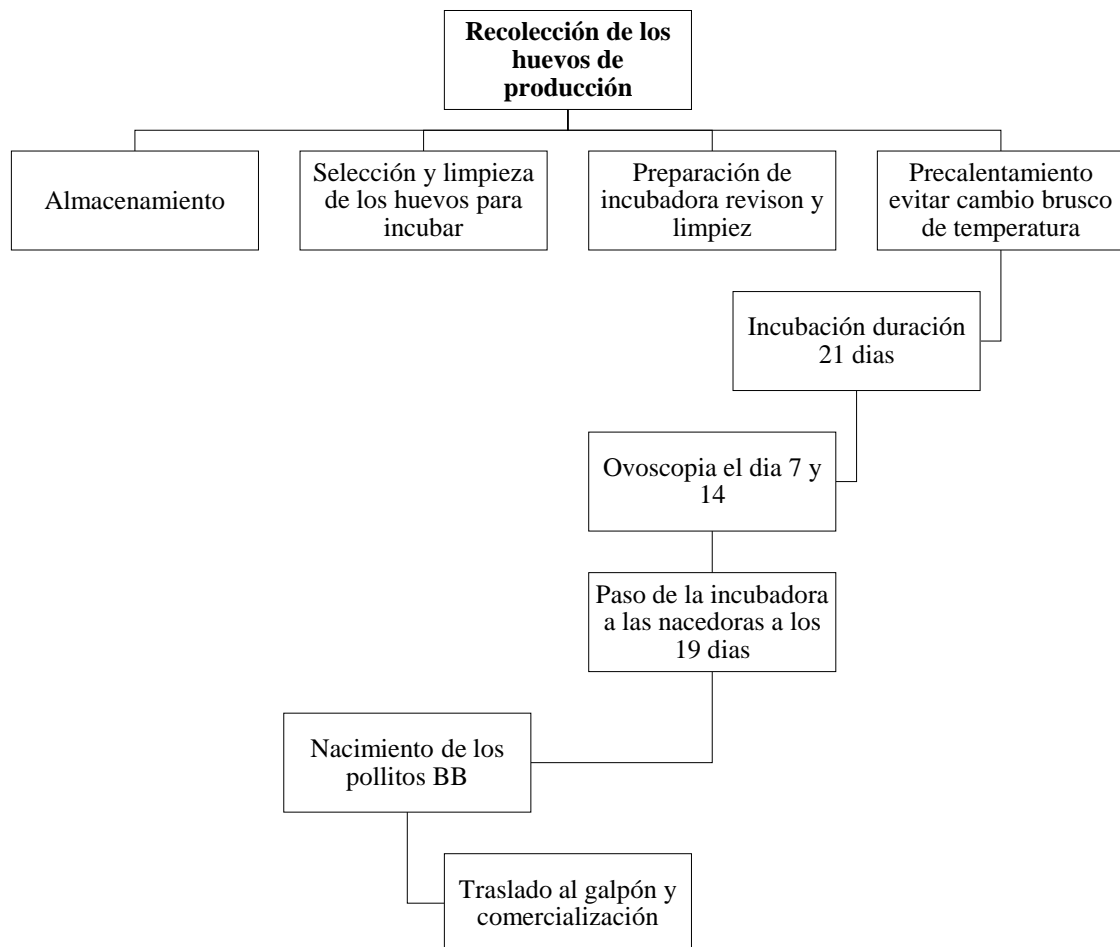 Recolección de los
huevos de
producción
Almacenamiento
Selección y limpieza
de los huevos para
incubar
Preparación de
incubadora revison y
limpiez
Precalentamiento
evitar cambio brusco
de temperatura
Incubación duración
21 dias
Ovoscopia el dia 7 y
14
Paso de la incubadora
a las nacedoras a los
19 dias
Nacimiento de los
pollitos BB
Traslado al galpón y
comercialización